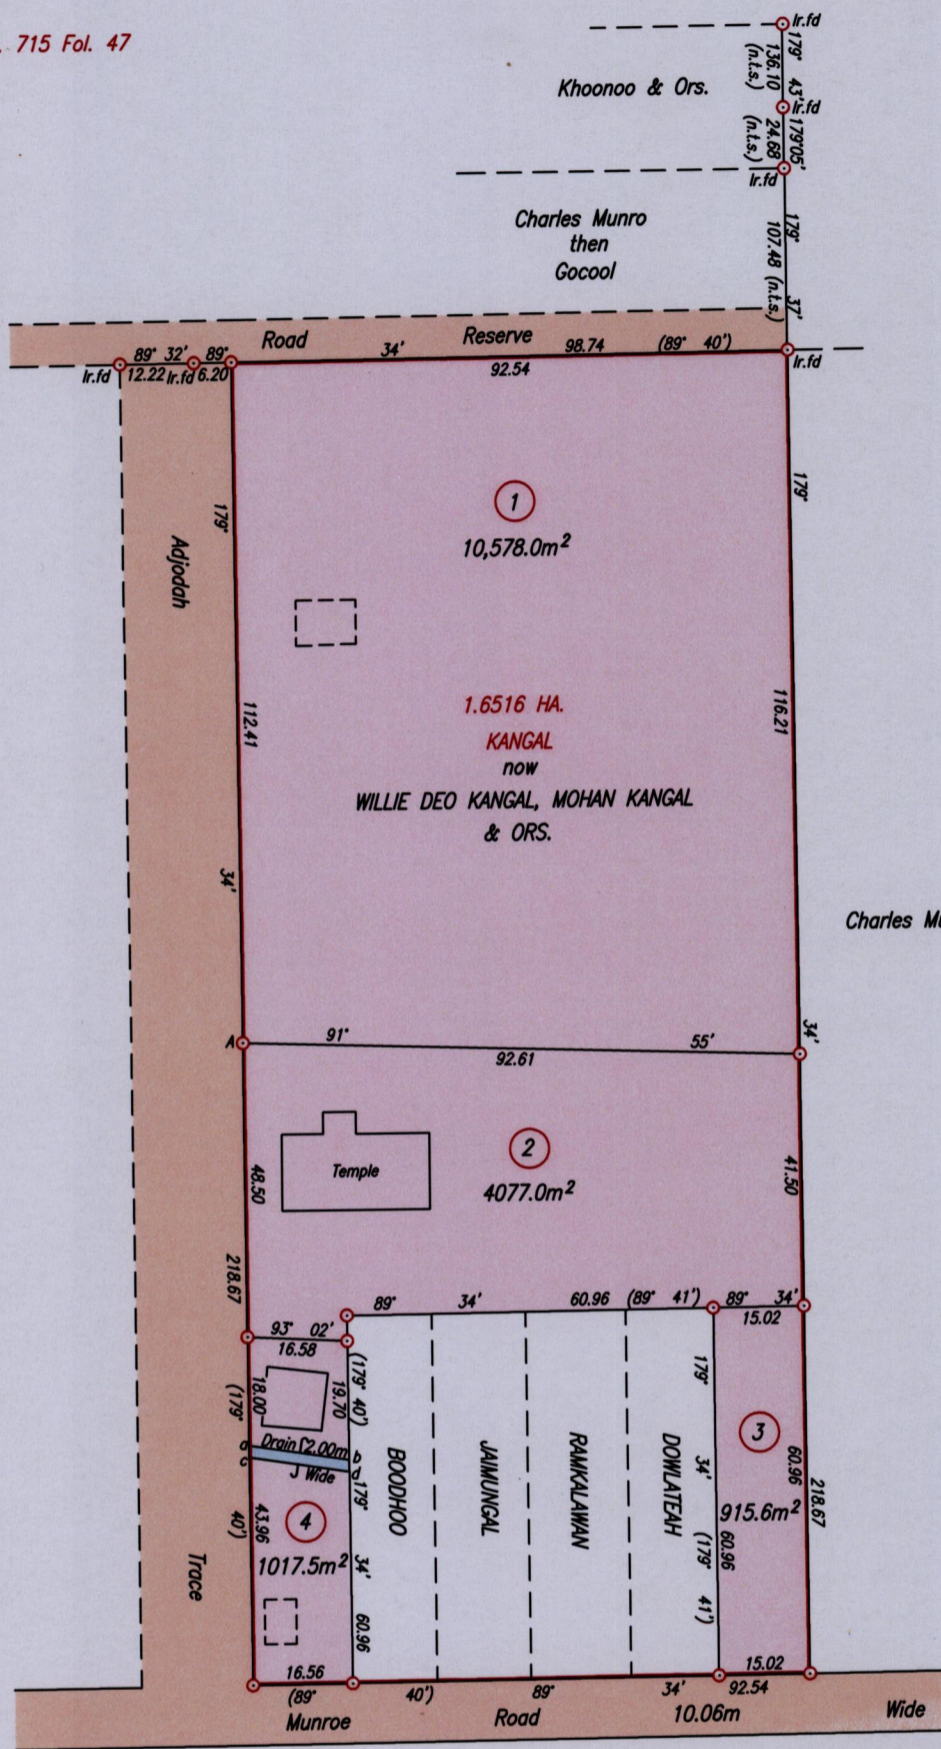 715 Fol. 47
Ir.fd
179° 43'
136.10
(n.t.s.)
Khoonoo & Ors.
Ir.fd
179°05'
24.68
(n.t.s.)
Ir.fd
Charles Munro
then
Gocool
179° 37'
107.48 (n.t.s.)
Road Reserve
89° 32' 89° 34' 98.74 (89° 40')
Ir.fd 12.22 Ir.fd 6.20 92.54 Ir.fd
1
10,578.0m²
179° 34'
112.41
179° 34'
116.21
Adjodah
1.6516 HA.
KANGAL
now
WILLIE DEO KANGAL, MOHAN KANGAL
& ORS.
Charles
A
91° 55'
92.61
2
4077.0m²
Temple
48.50
41.50
218.67
89° 34' 60.96 (89° 41') 89° 34'
15.02
93° 02'
16.58
18.00
19.70
(179° 40')
(179° 40')
a Drain 2.00m b
c Wide d
43.96
4
1017.5m²
179° 34'
60.96
BOODHOO
JAIMUNGAL
RAMKALAWAN
DOWLATEAH
179° 34' (179° 41')
60.96
3
915.6m²
60.96
218.67
Trace
16.56 15.02
(89° 40') 89° 34' 92.54
Munroe Road 10.06m Wide